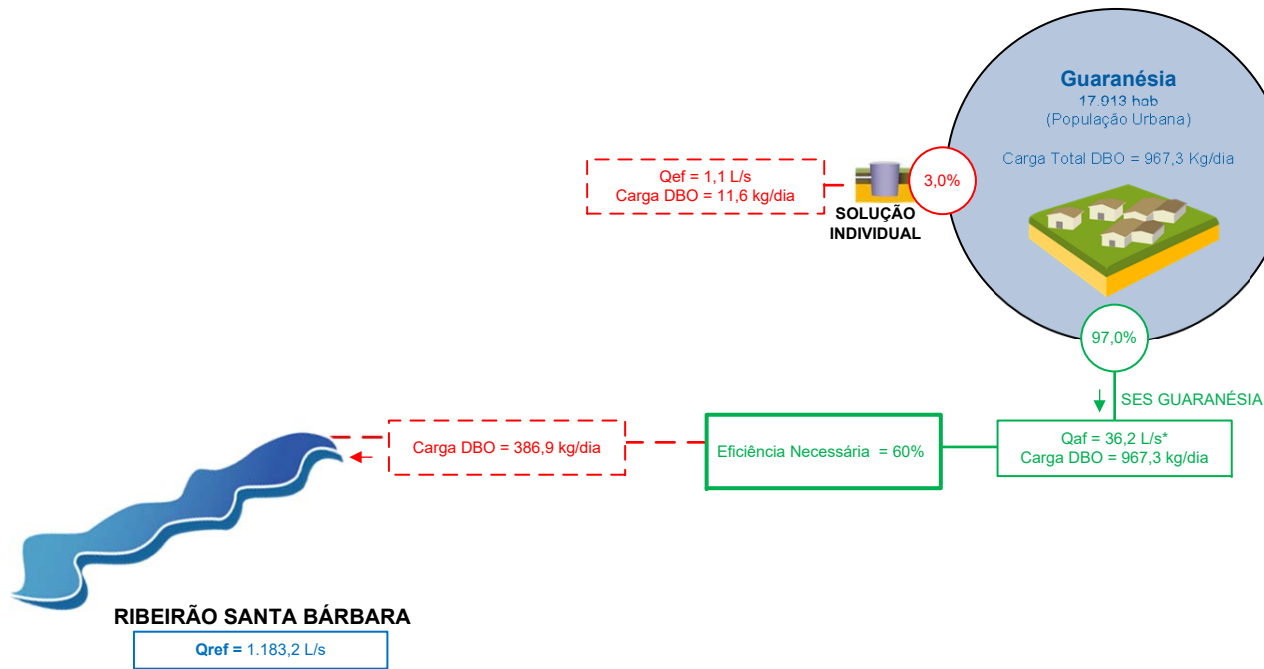 Guaranésia
17.913 hab
(População Urbana)
Carga Total DBO = 967,3 Kg/dia
3,0%
SOLUÇÃO
INDIVIDUAL
Qef = 1,1 L/s
Carga DBO = 11,6 kg/dia
97,0%
SES GUARANÉSIA
Qaf = 36,2 L/s*
Carga DBO = 967,3 kg/dia
Eficiência Necessária = 60%
Carga DBO = 386,9 kg/dia
RIBEIRÃO SANTA BÁRBARA
Qref = 1.183,2 L/s